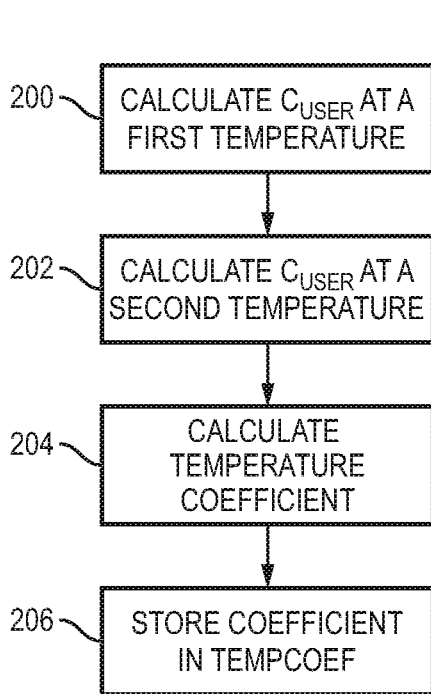 200
CALCULATE C_USER AT A
FIRST TEMPERATURE
202
CALCULATE C_USER AT A
SECOND TEMPERATURE
204
CALCULATE
TEMPERATURE
COEFFICIENT
206
STORE COEFFICIENT
IN TEMPCOEF